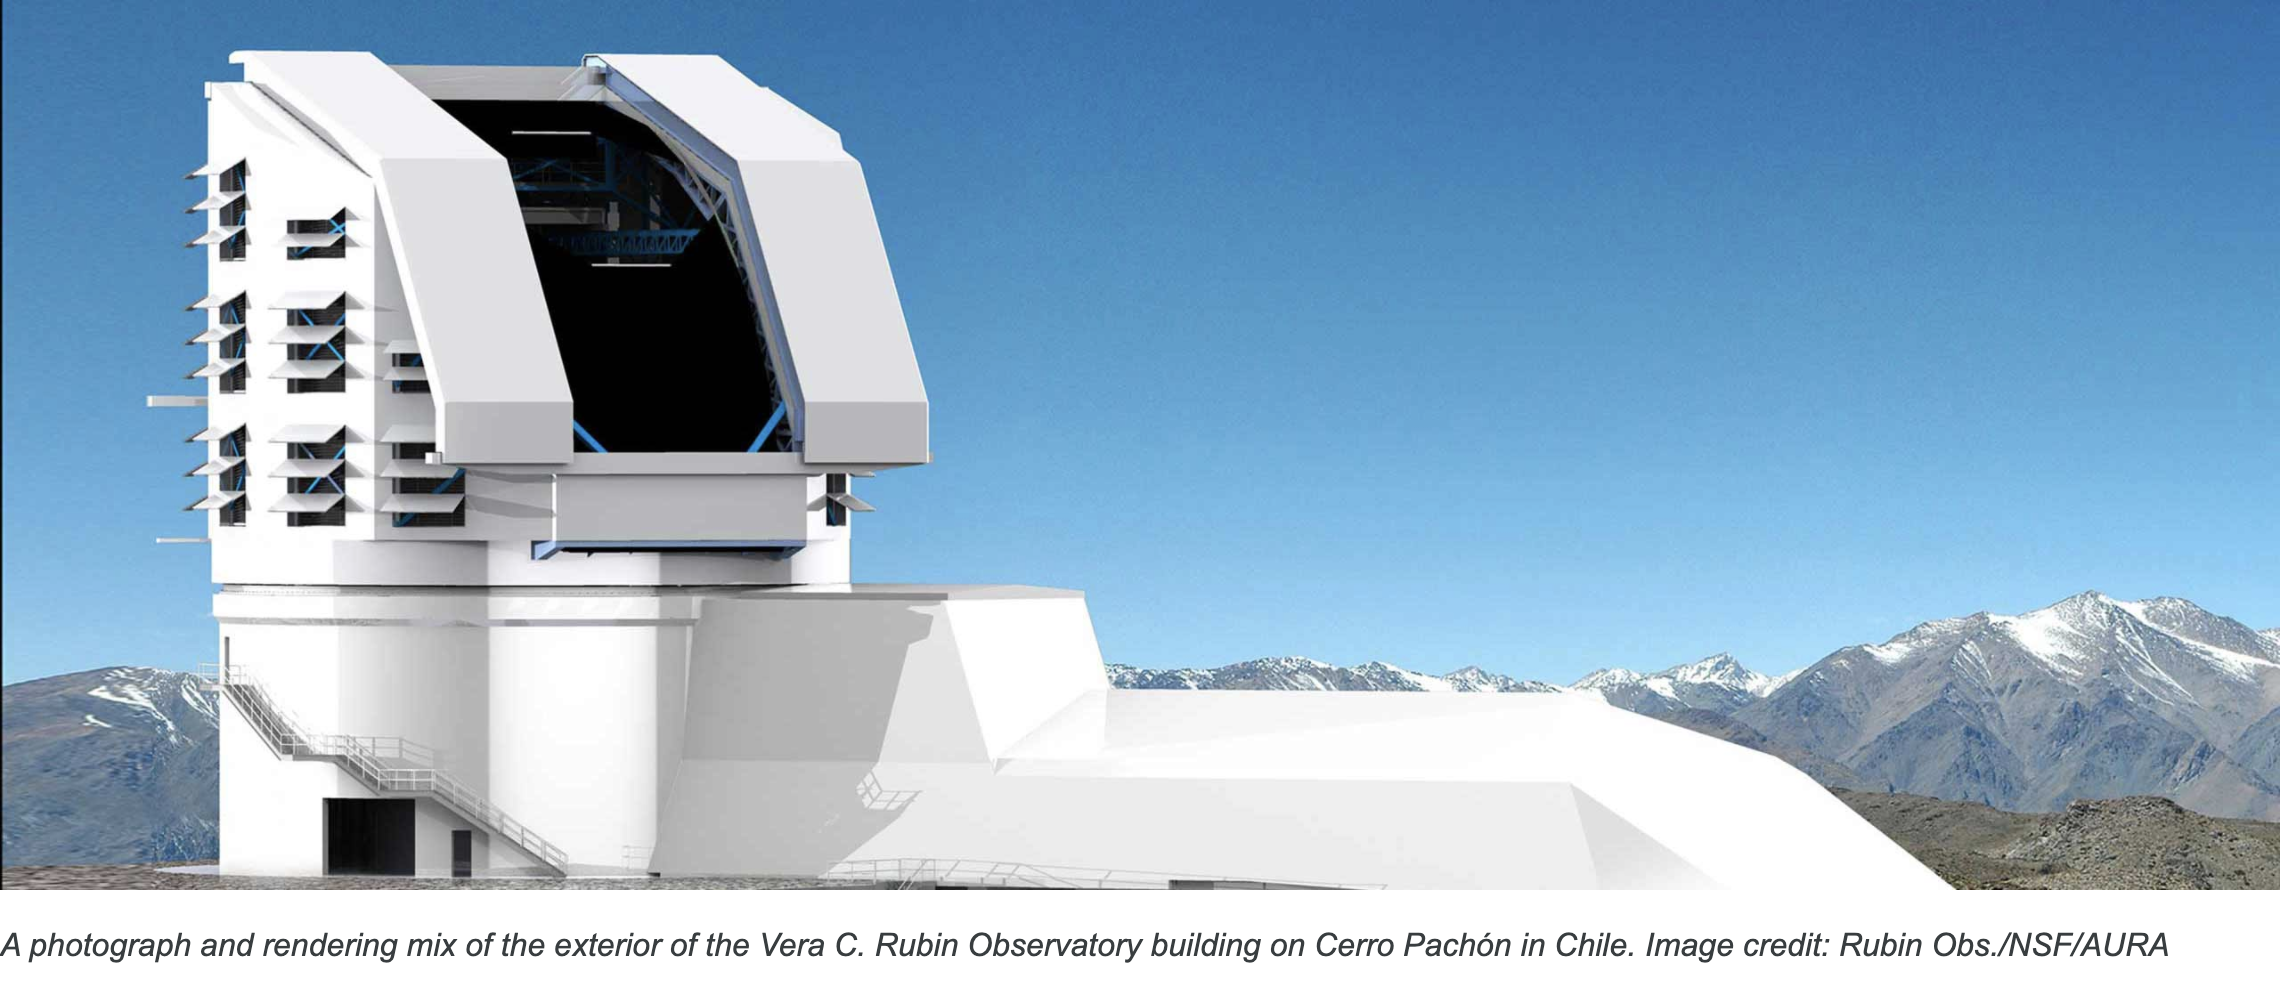 A photograph and rendering mix of the exterior of the Vera C. Rubin Observatory building on Cerro Pachón in Chile. Image credit: Rubin Obs./NSF/AURA